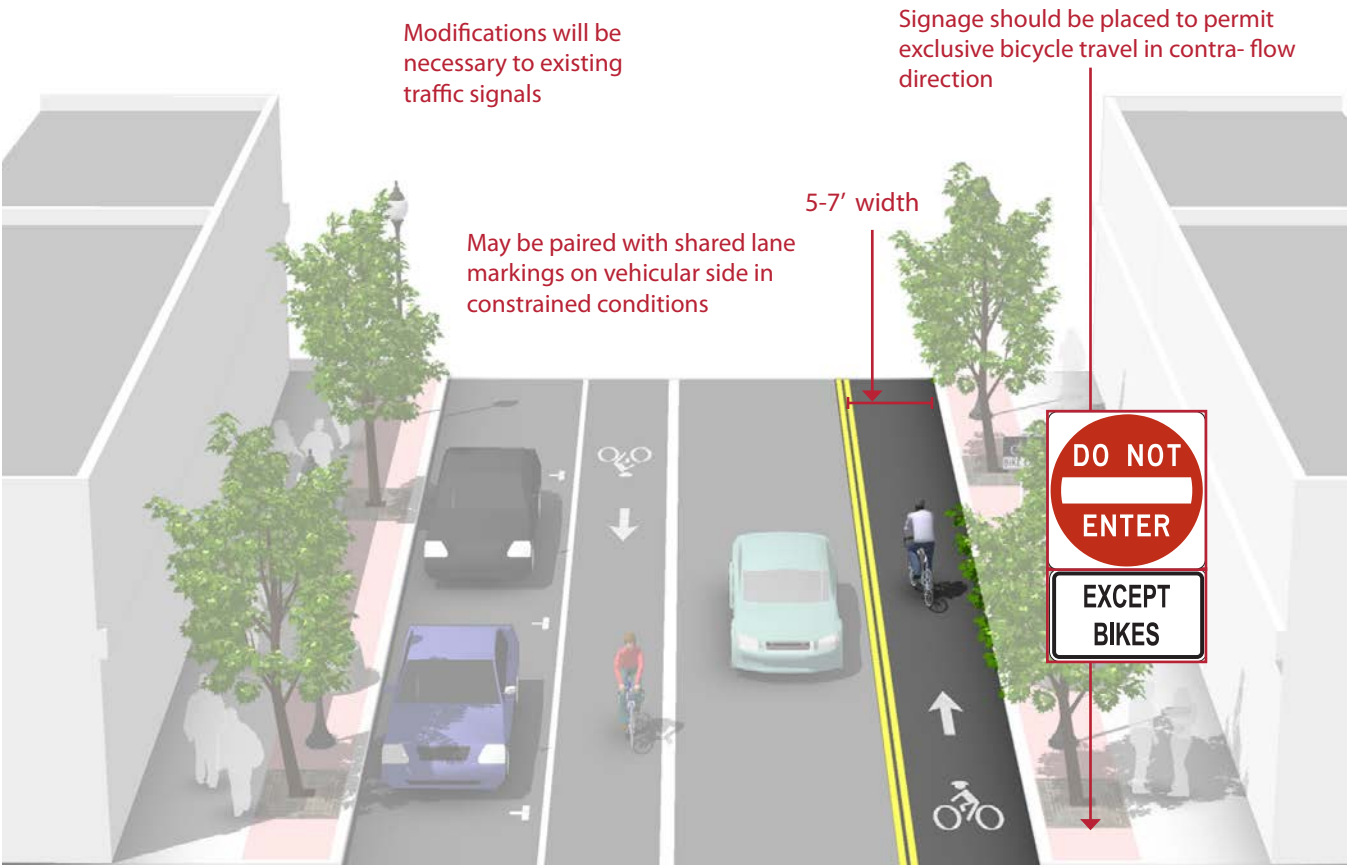 Modifications will be
necessary to existing
traffic signals
Signage should be placed to permit
exclusive bicycle travel in contra- flow
direction
5-7’ width
May be paired with shared lane
markings on vehicular side in
constrained conditions
DO NOT
ENTER
EXCEPT
BIKES